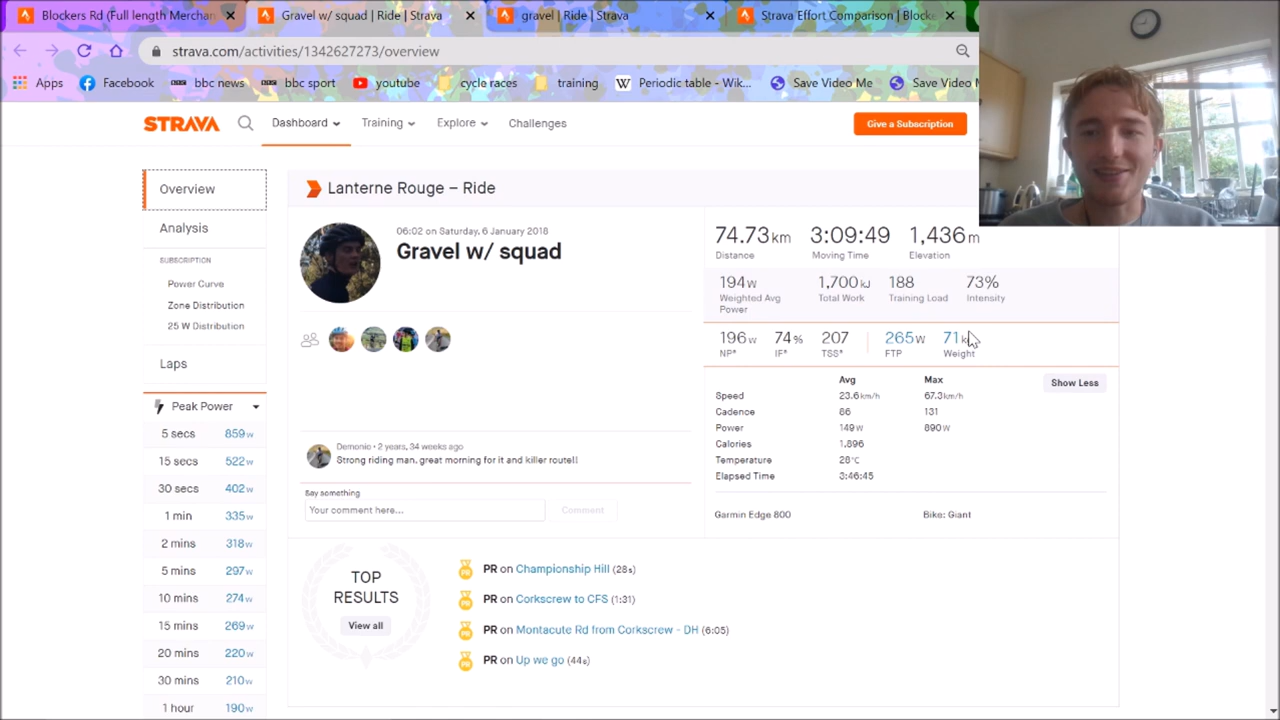 Blockers Rd (Full length Merchan
Gravel w/ squad | Ride | Strava
gravel | Ride | Strava
Strava Effort Comparison | Blocke
strava.com/activities/1342627273/overview
Apps
Facebook
bbc news
bbc sport
youtube
cycle races
training
Periodic table - Wik...
Save Video Me
Save Video M
STRAVA
Dashboard
Training
Explore
Challenges
Give a Subscription
Overview
Analysis
SUBSCRIPTION
Power Curve
Zone Distribution
25 W Distribution
Laps
Peak Power
5 secs 859w
15 secs 522w
30 secs 402w
1 min 335w
2 mins 318w
5 mins 297w
10 mins 274w
15 mins 269w
20 mins 220w
30 mins 210w
1 hour 190w
Lanterne Rouge – Ride
06:02 on Saturday, 6 January 2018
Gravel w/ squad
Demonio • 2 years, 34 weeks ago
Strong riding man, great morning for it and killer route!!
Say something
Your comment here...
Comment
74.73km 3:09:49 1,436m
Distance Moving Time Elevation
194w 1,700kJ 188 73%
Weighted Avg Total Work Training Load Intensity
Power
196w 74% 207 265w 71
NP* IF* TSS* FTP Weight
Avg Max
Show Less
Speed 23.6km/h 67.3km/h
Cadence 86 131
Power 149w 890w
Calories 1,896
Temperature 28°C
Elapsed Time 3:46:45
Garmin Edge 800
Bike: Giant
TOP
RESULTS
View all
PR
PR on Championship Hill (28s)
PR
PR on Corkscrew to CFS (1:31)
PR
PR on Montacute Rd from Corkscrew - DH (6:05)
PR
PR on Up we go (44s)